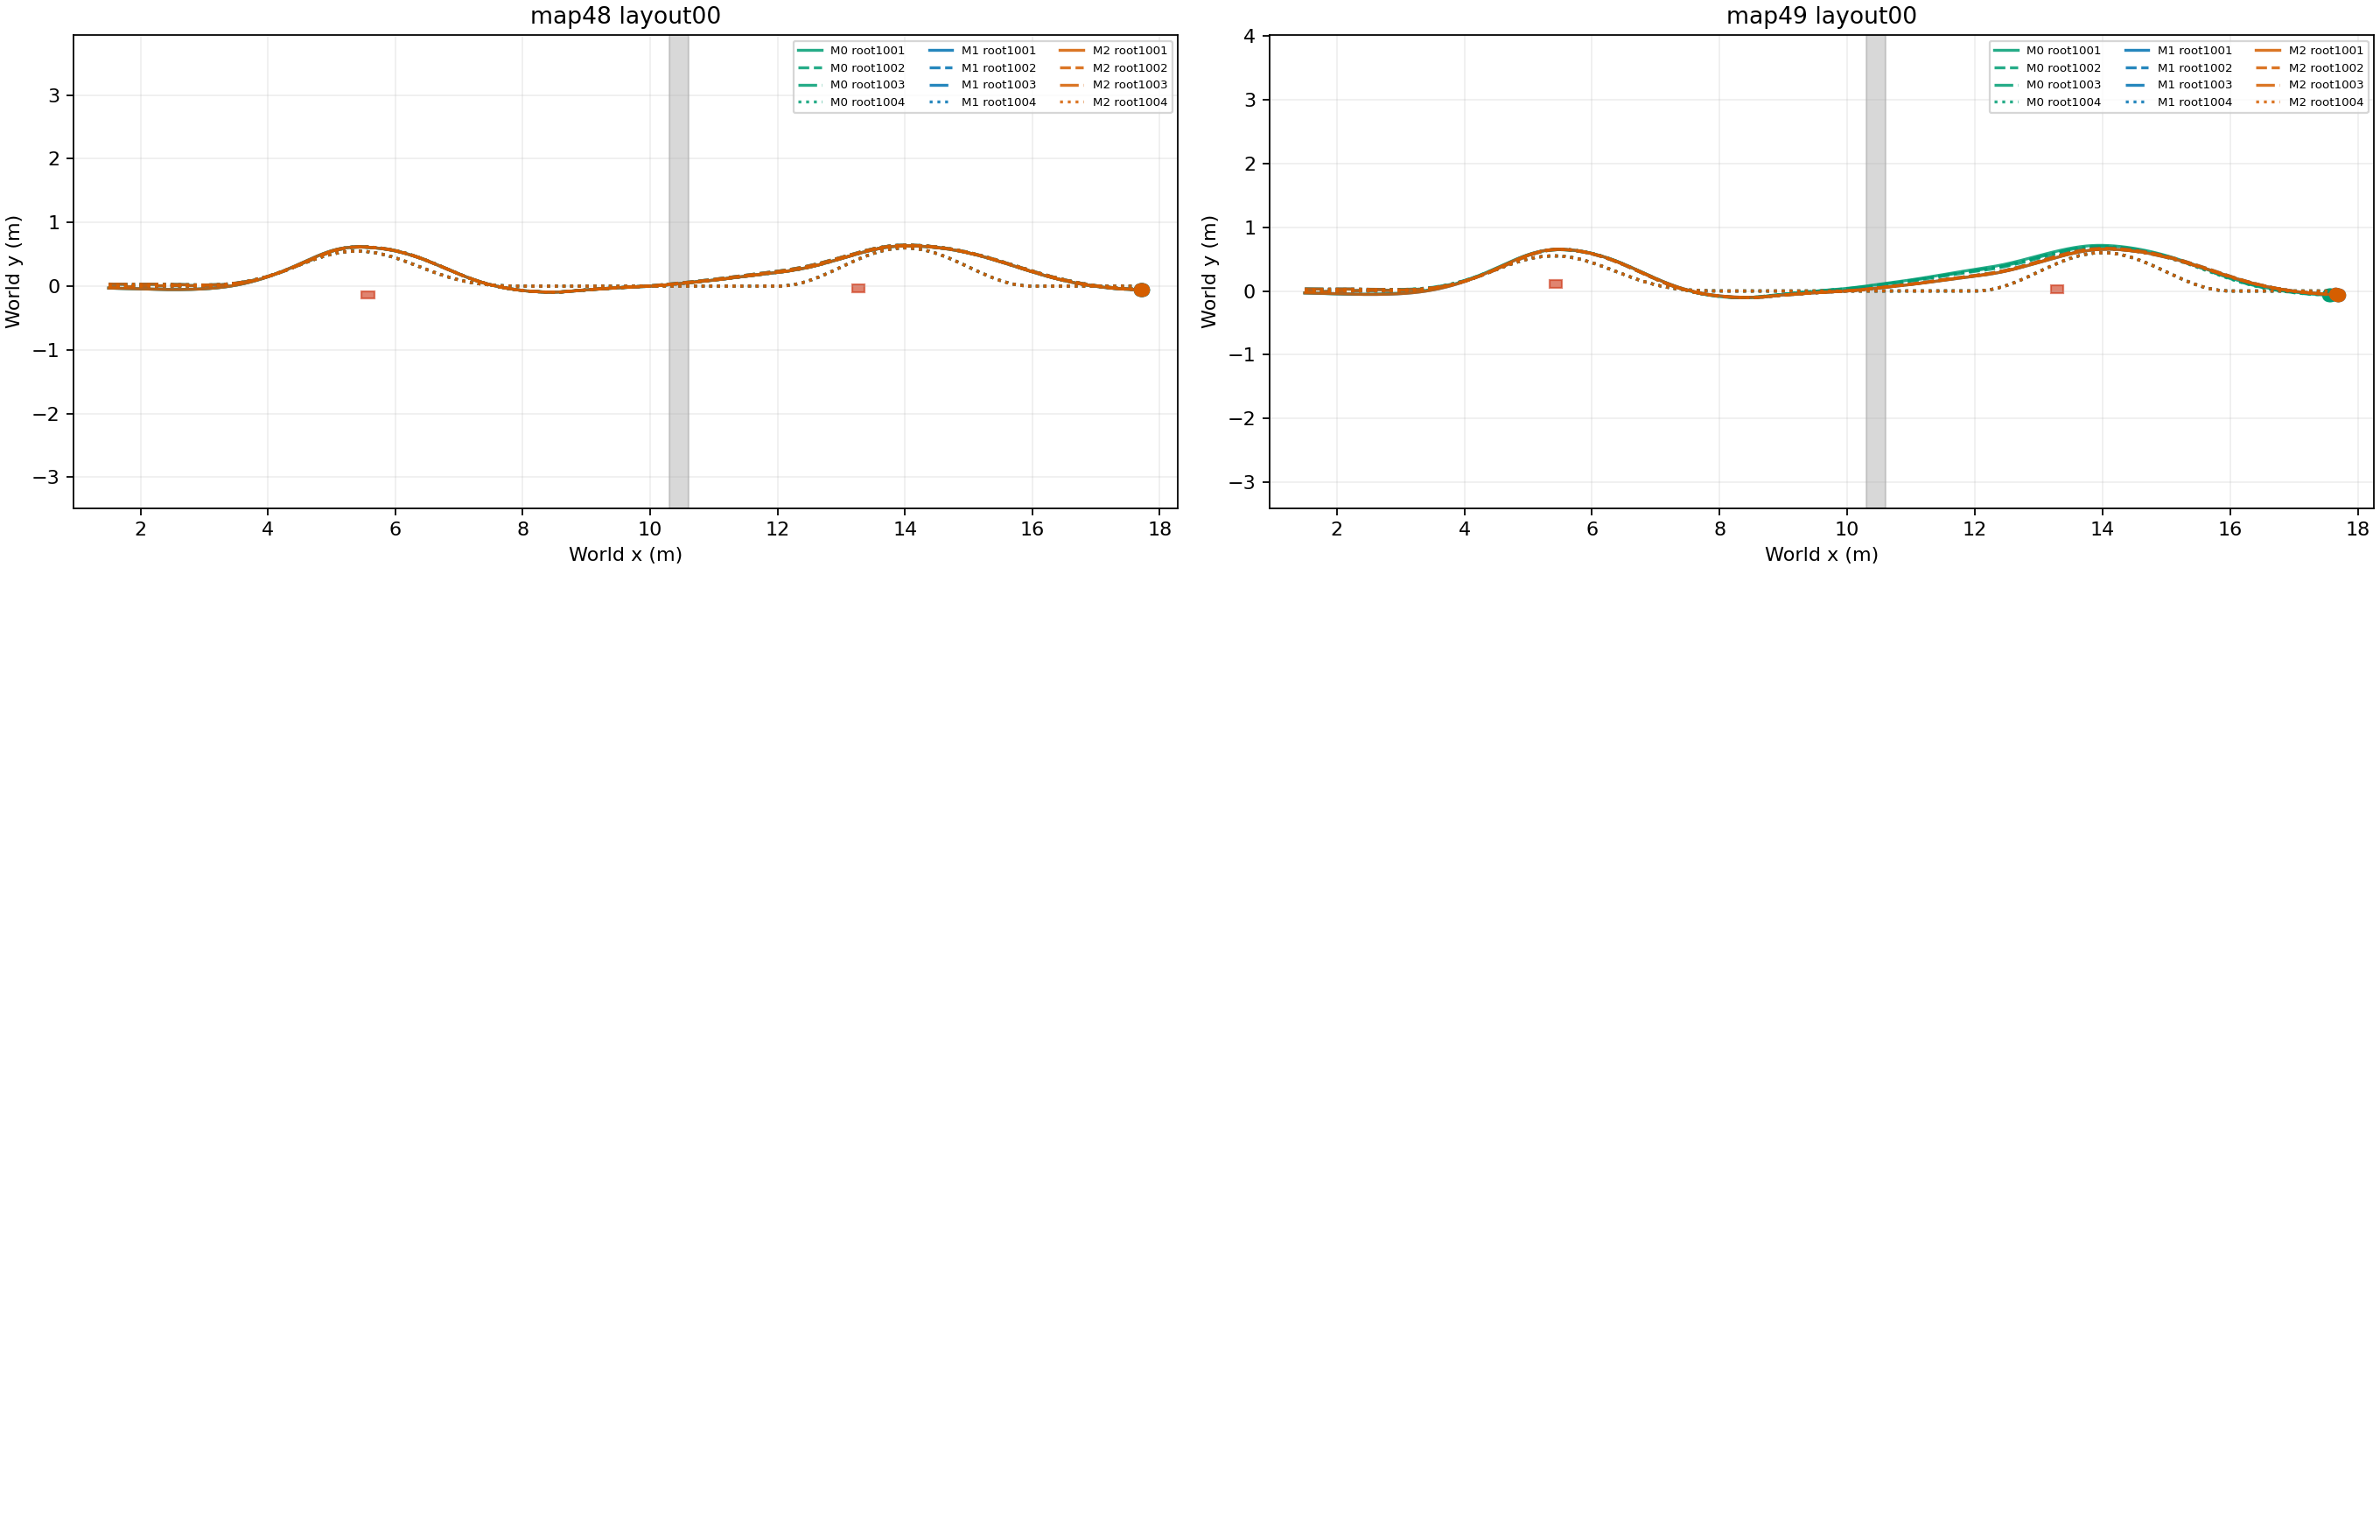 map48 layout00
M0 root1001 M1 root1001 M2 root1001
M0 root1002 M1 root1002 M2 root1002
M0 root1003 M1 root1003 M2 root1003
M0 root1004 M1 root1004 M2 root1004
3
2
1
0
−1
−2
−3
World y (m)
2 4 6 8 10 12 14 16 18
World x (m)
map49 layout00
M0 root1001 M1 root1001 M2 root1001
M0 root1002 M1 root1002 M2 root1002
M0 root1003 M1 root1003 M2 root1003
M0 root1004 M1 root1004 M2 root1004
4
3
2
1
0
−1
−2
−3
World y (m)
2 4 6 8 10 12 14 16 18
World x (m)